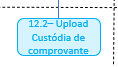 12.2– Upload
Custódia de
comprovante